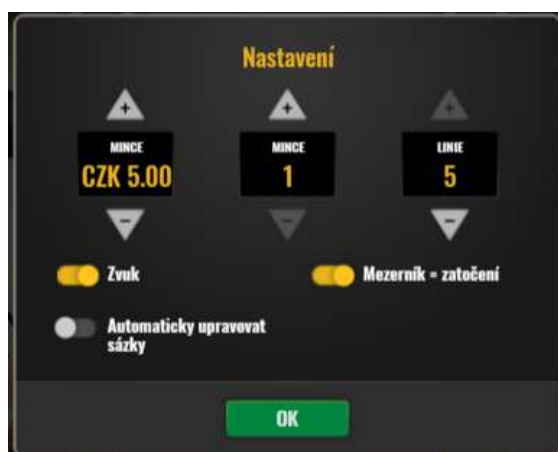 Nastavení
+ + +
MINCE MINCE LINIE
CZK 5.00 1 5
− − −
Zvuk Mezerník = zatočení
Automaticky upravovat
sázky
OK